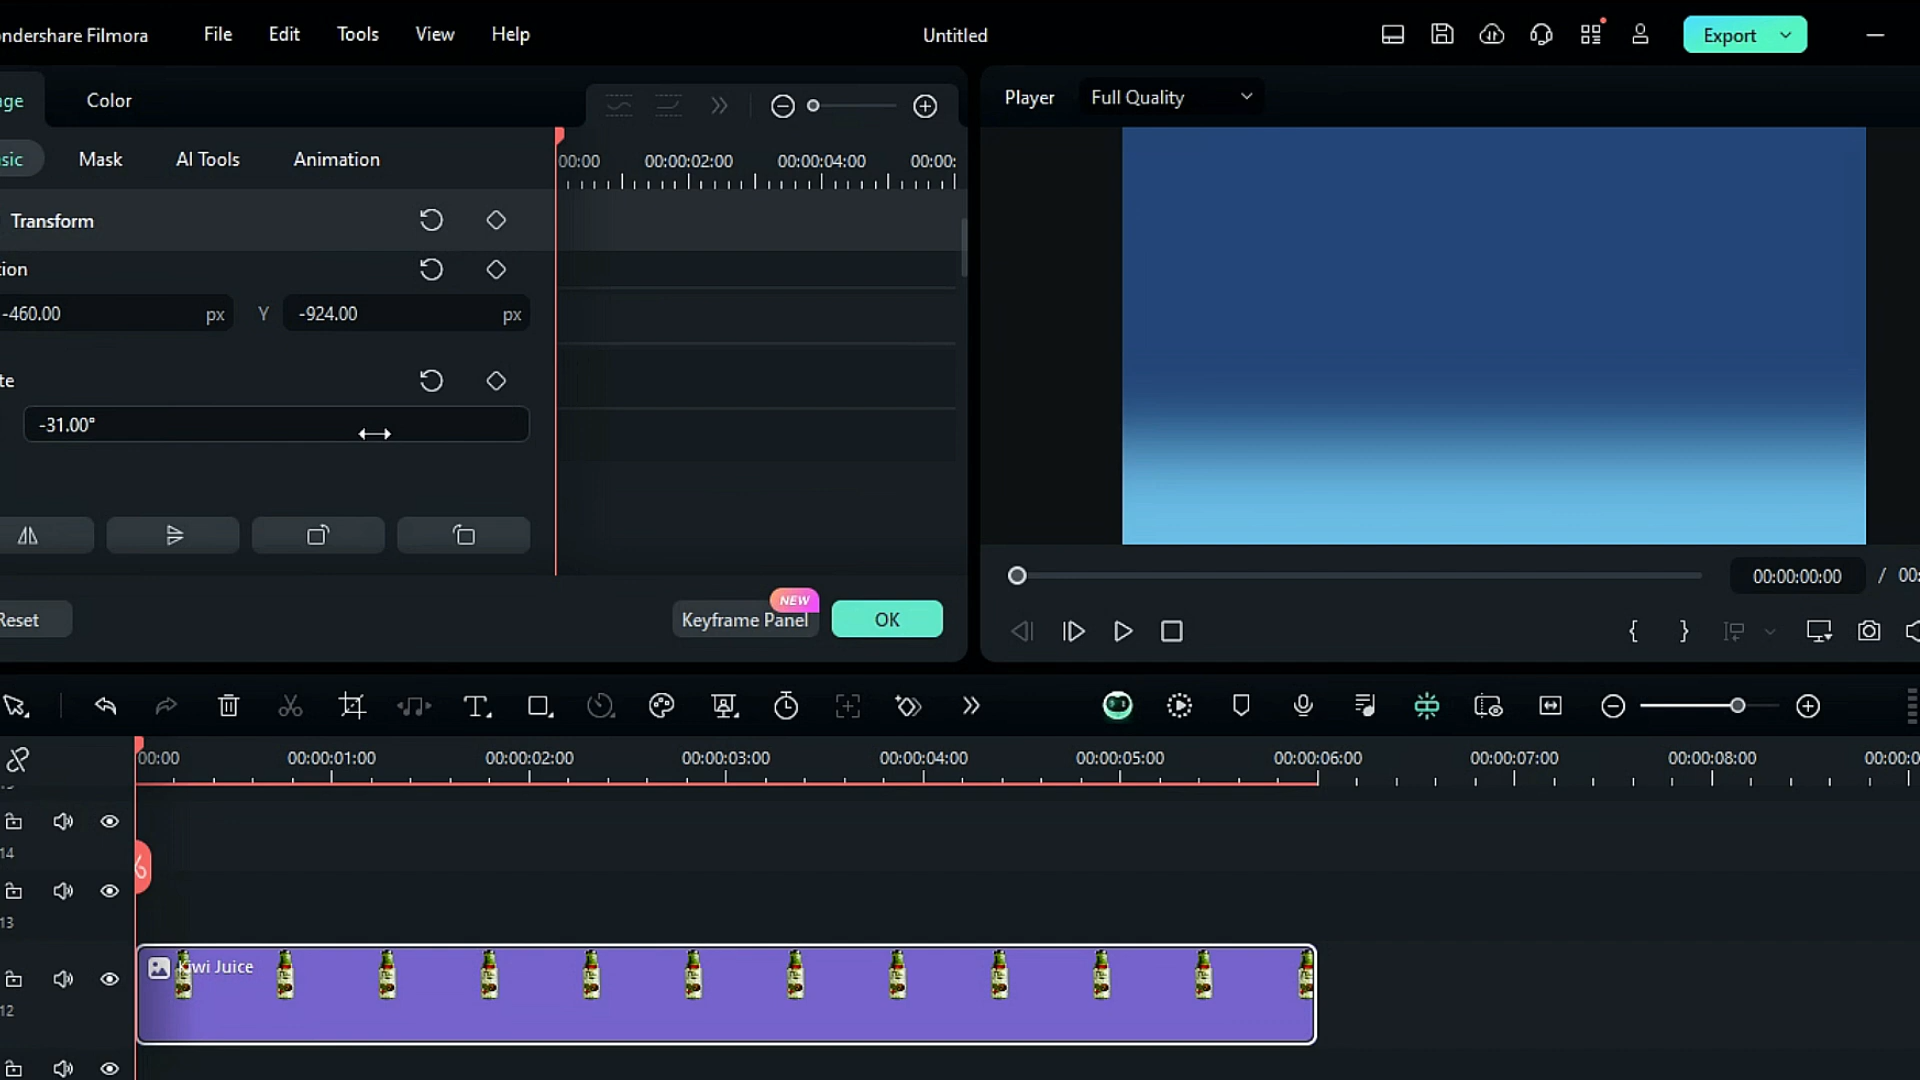 ndershare Filmora File Edit Tools View Help Untitled Export
ge Color Player Full Quality
sic Mask AI Tools Animation
00:00 00:00:02:00 00:00:04:00 00:00:
Transform
tion
-460.00 px Y -924.00 px
te
-31.00°
00:00:00:00 / 00:
Reset Keyframe Panel NEW OK
00:00 00:00:01:00 00:00:02:00 00:00:03:00 00:00:04:00 00:00:05:00 00:00:06:00 00:00:07:00 00:00:08:00 00:00:0
14
13
Kiwi Juice
12